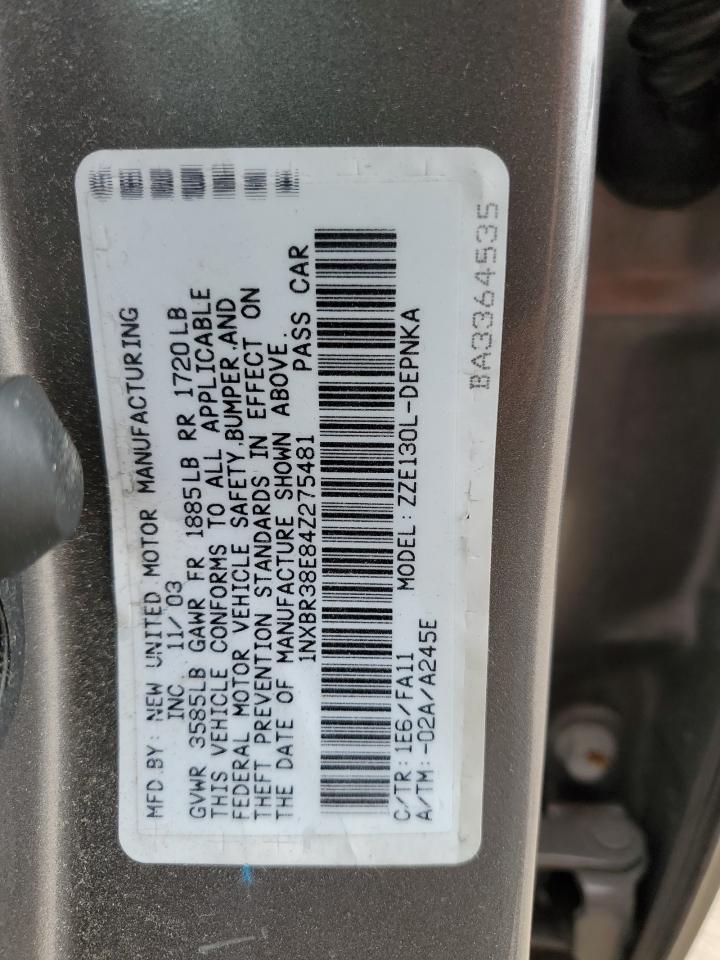 MFD.BY: NEW UNITED MOTOR MANUFACTURING
INC 11/03
GVWR 3585LB GAWR FR 1885LB RR 1720LB
THIS VEHICLE CONFORMS TO ALL APPLICABLE
FEDERAL MOTOR VEHICLE SAFETY,BUMPER,AND
THEFT PREVENTION STANDARDS IN EFFECT ON
THE DATE OF MANUFACTURE SHOWN ABOVE.
1NXBR38E84Z275481 PASS CAR
C/TR:1E6/FA11 MODEL:ZZE130L-DEPNKA
A/TM:-02A/A245E
BA3364535